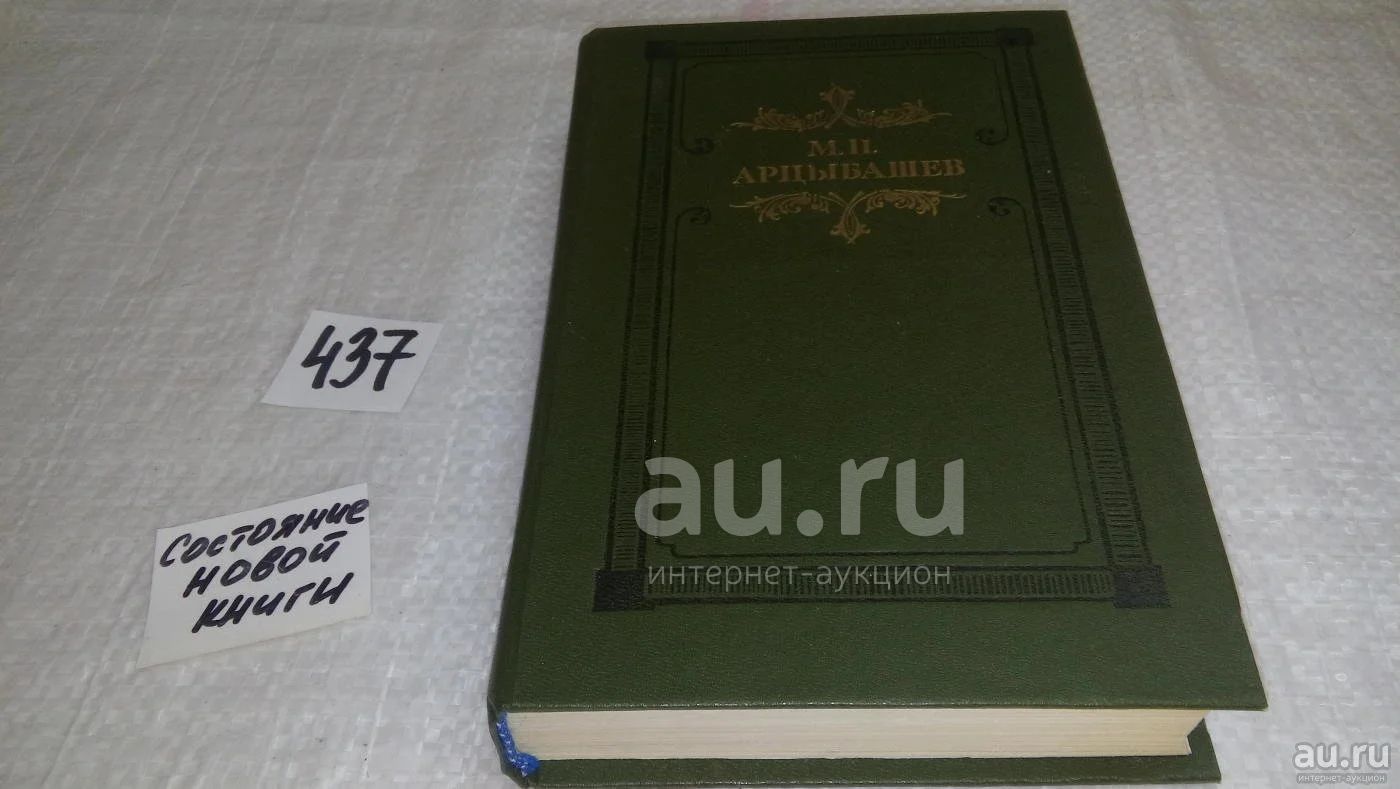 М.П.
АРЦЫБАШЕВ
437
Состояние
новой
книги
au.ru
интернет-аукцион
au.ru
интернет-аукцион